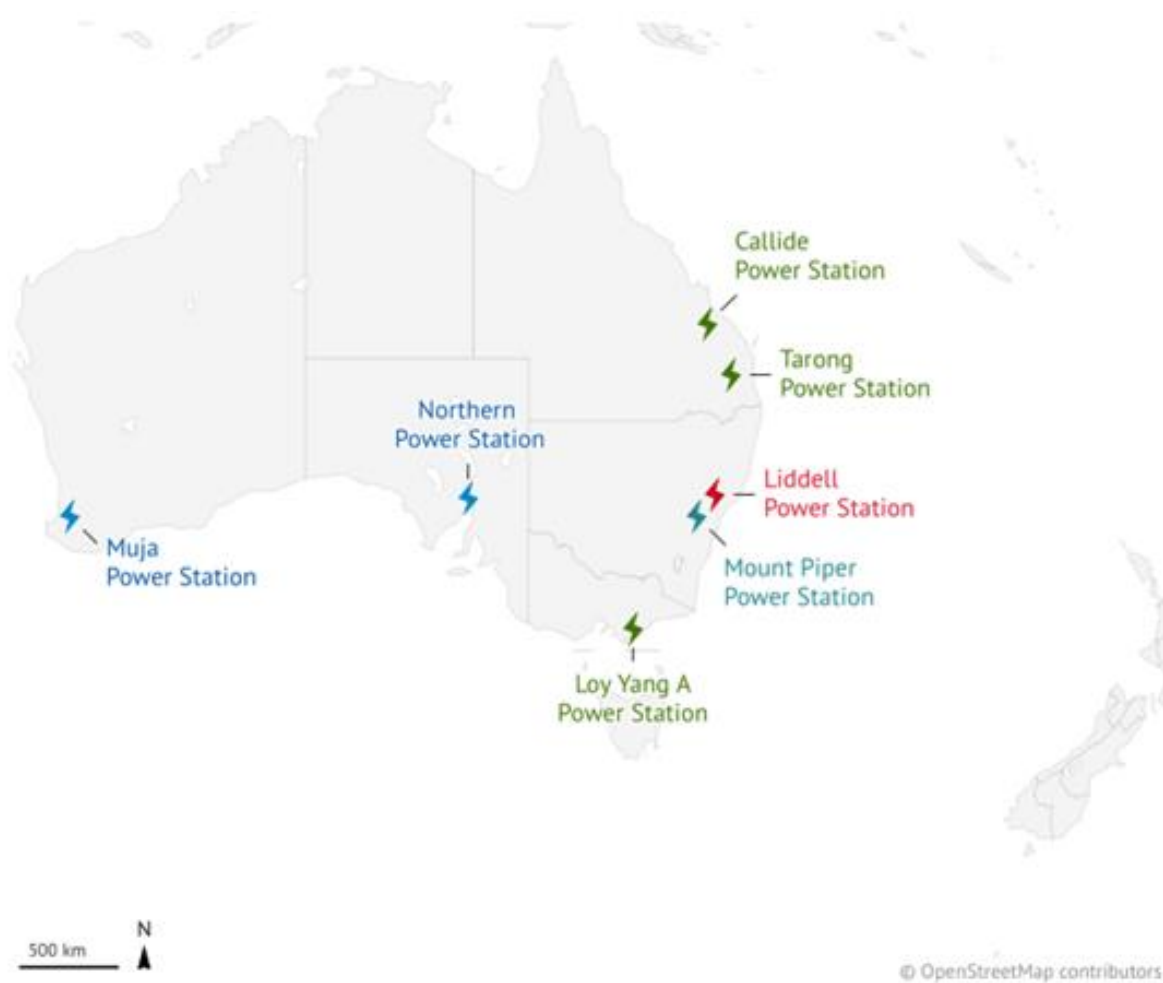 Callide
Power Station
Tarong
Power Station
Northern
Power Station
Liddell
Power Station
Muja
Power Station
Mount Piper
Power Station
Loy Yang A
Power Station
500 km
N
© OpenStreetMap contributors